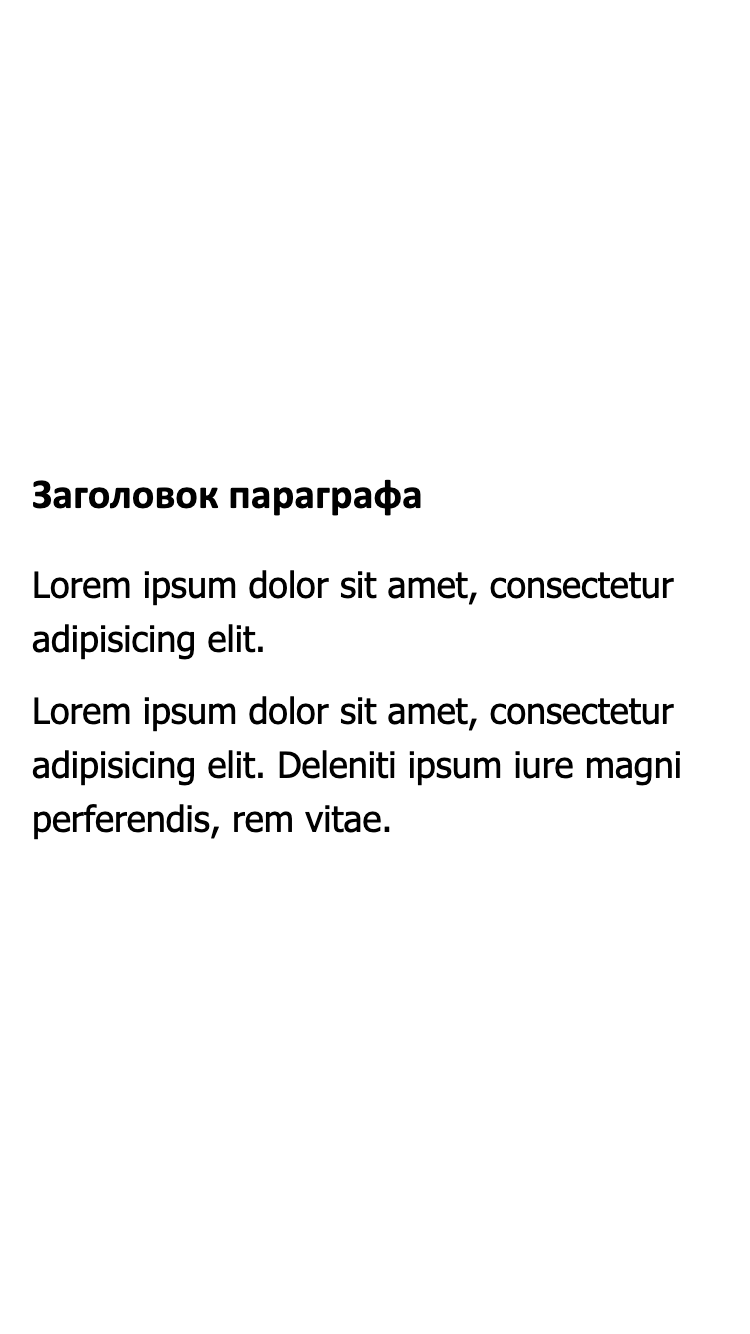 Заголовок параграфа
Lorem ipsum dolor sit amet, consectetur
adipisicing elit.
Lorem ipsum dolor sit amet, consectetur
adipisicing elit. Deleniti ipsum iure magni
perferendis, rem vitae.